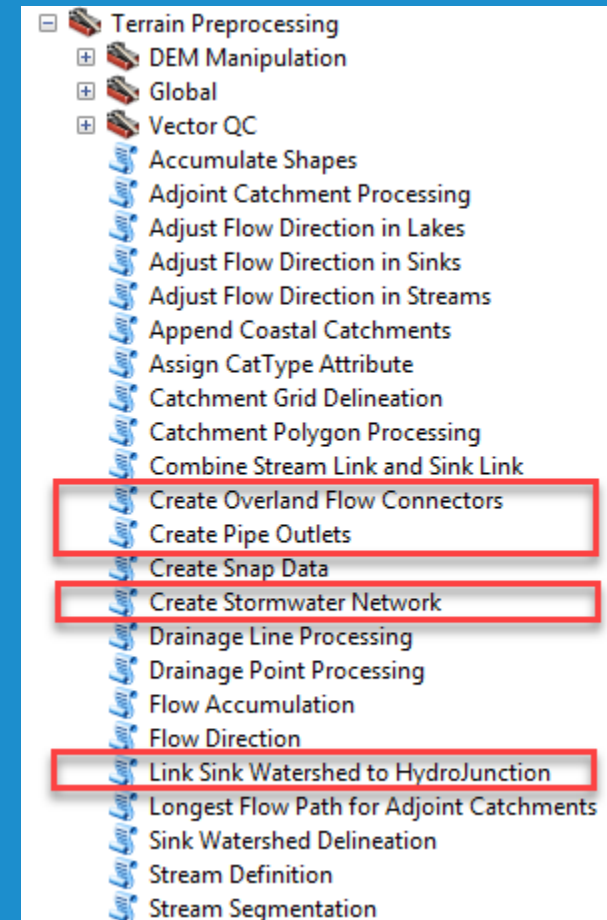 Terrain Preprocessing
DEM Manipulation
Global
Vector QC
Accumulate Shapes
Adjoint Catchment Processing
Adjust Flow Direction in Lakes
Adjust Flow Direction in Sinks
Adjust Flow Direction in Streams
Append Coastal Catchments
Assign CatType Attribute
Catchment Grid Delineation
Catchment Polygon Processing
Combine Stream Link and Sink Link
Create Overland Flow Connectors
Create Pipe Outlets
Create Snap Data
Create Stormwater Network
Drainage Line Processing
Drainage Point Processing
Flow Accumulation
Flow Direction
Link Sink Watershed to HydroJunction
Longest Flow Path for Adjoint Catchments
Sink Watershed Delineation
Stream Definition
Stream Segmentation